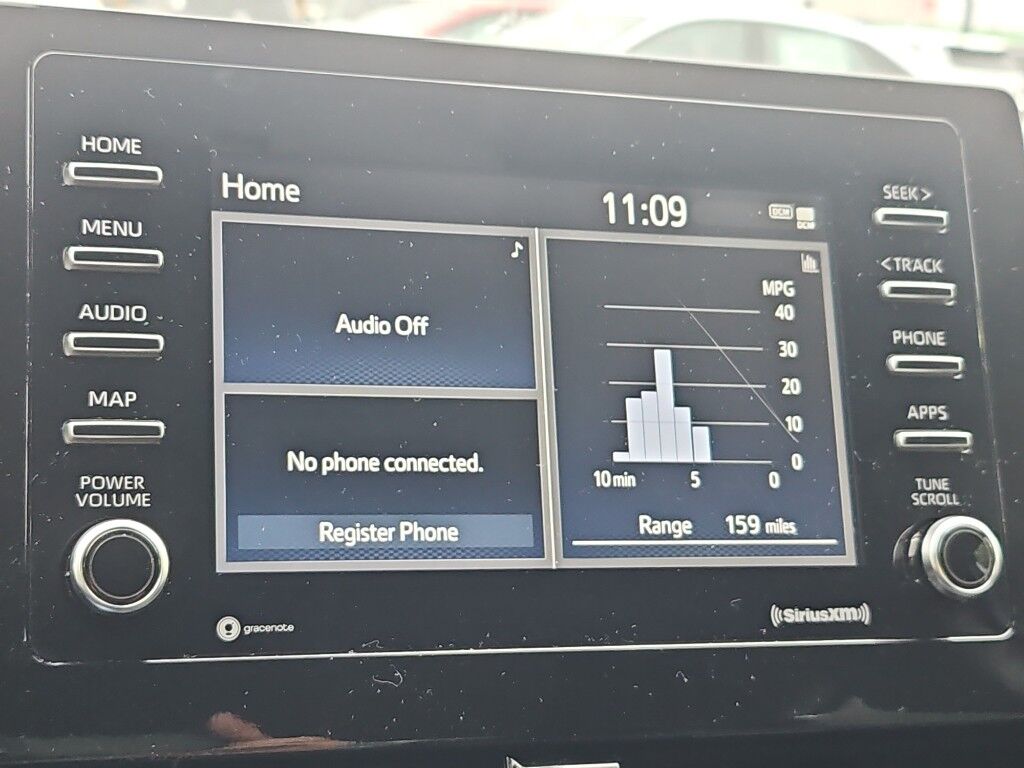 HOME
MENU
AUDIO
MAP
POWER
VOLUME
Home
11:09
DCM
DCM
Audio Off
No phone connected.
Register Phone
MPG
40
30
20
10
0
10 min 5 0
Range 159 miles
SEEK >
< TRACK
PHONE
APPS
TUNE
SCROLL
gracenote
SiriusXM